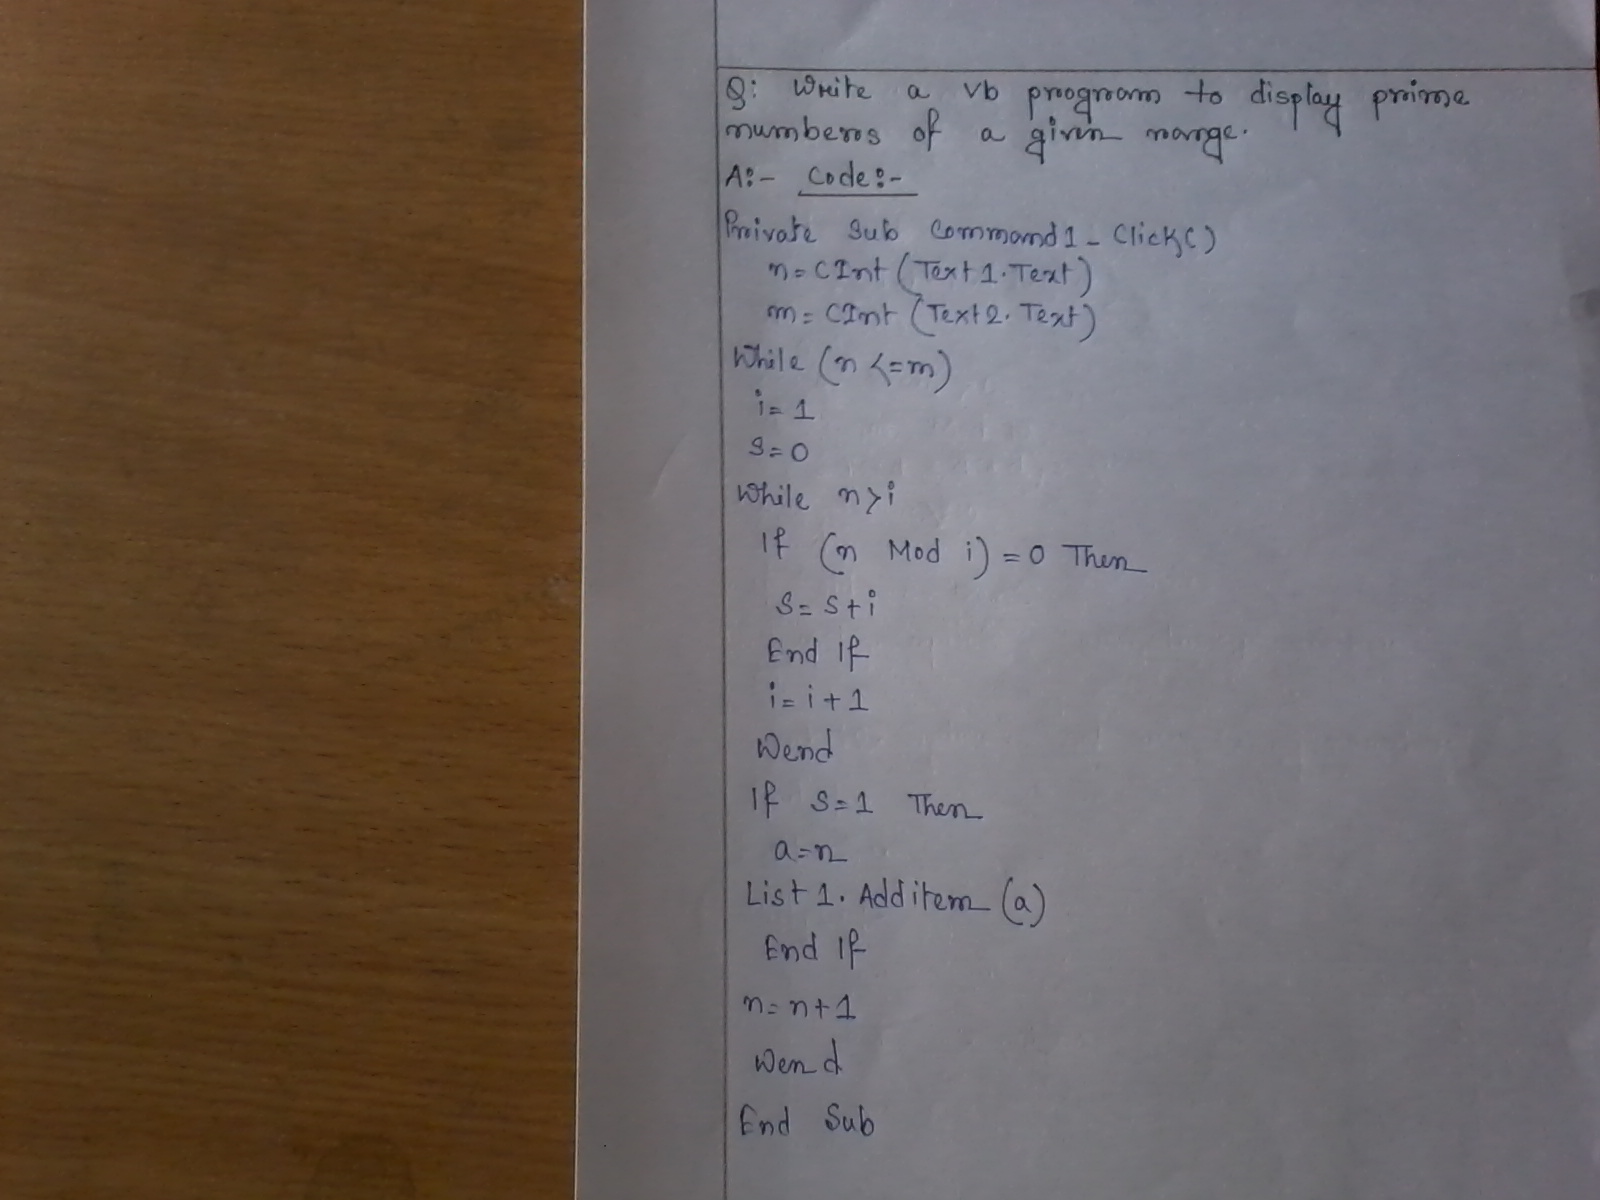 Q: Write a vb program to display prime
numbers of a given range.
A:- Code:-
Private Sub Command1_Click()
n=CInt(Text1.Text)
m=CInt(Text2.Text)
While (n<=m)
i=1
s=0
While n>i
If (n Mod i)=0 Then
s=s+i
End If
i=i+1
Wend
If s=1 Then
a=n
List1.Additem(a)
End If
n=n+1
Wend
End Sub